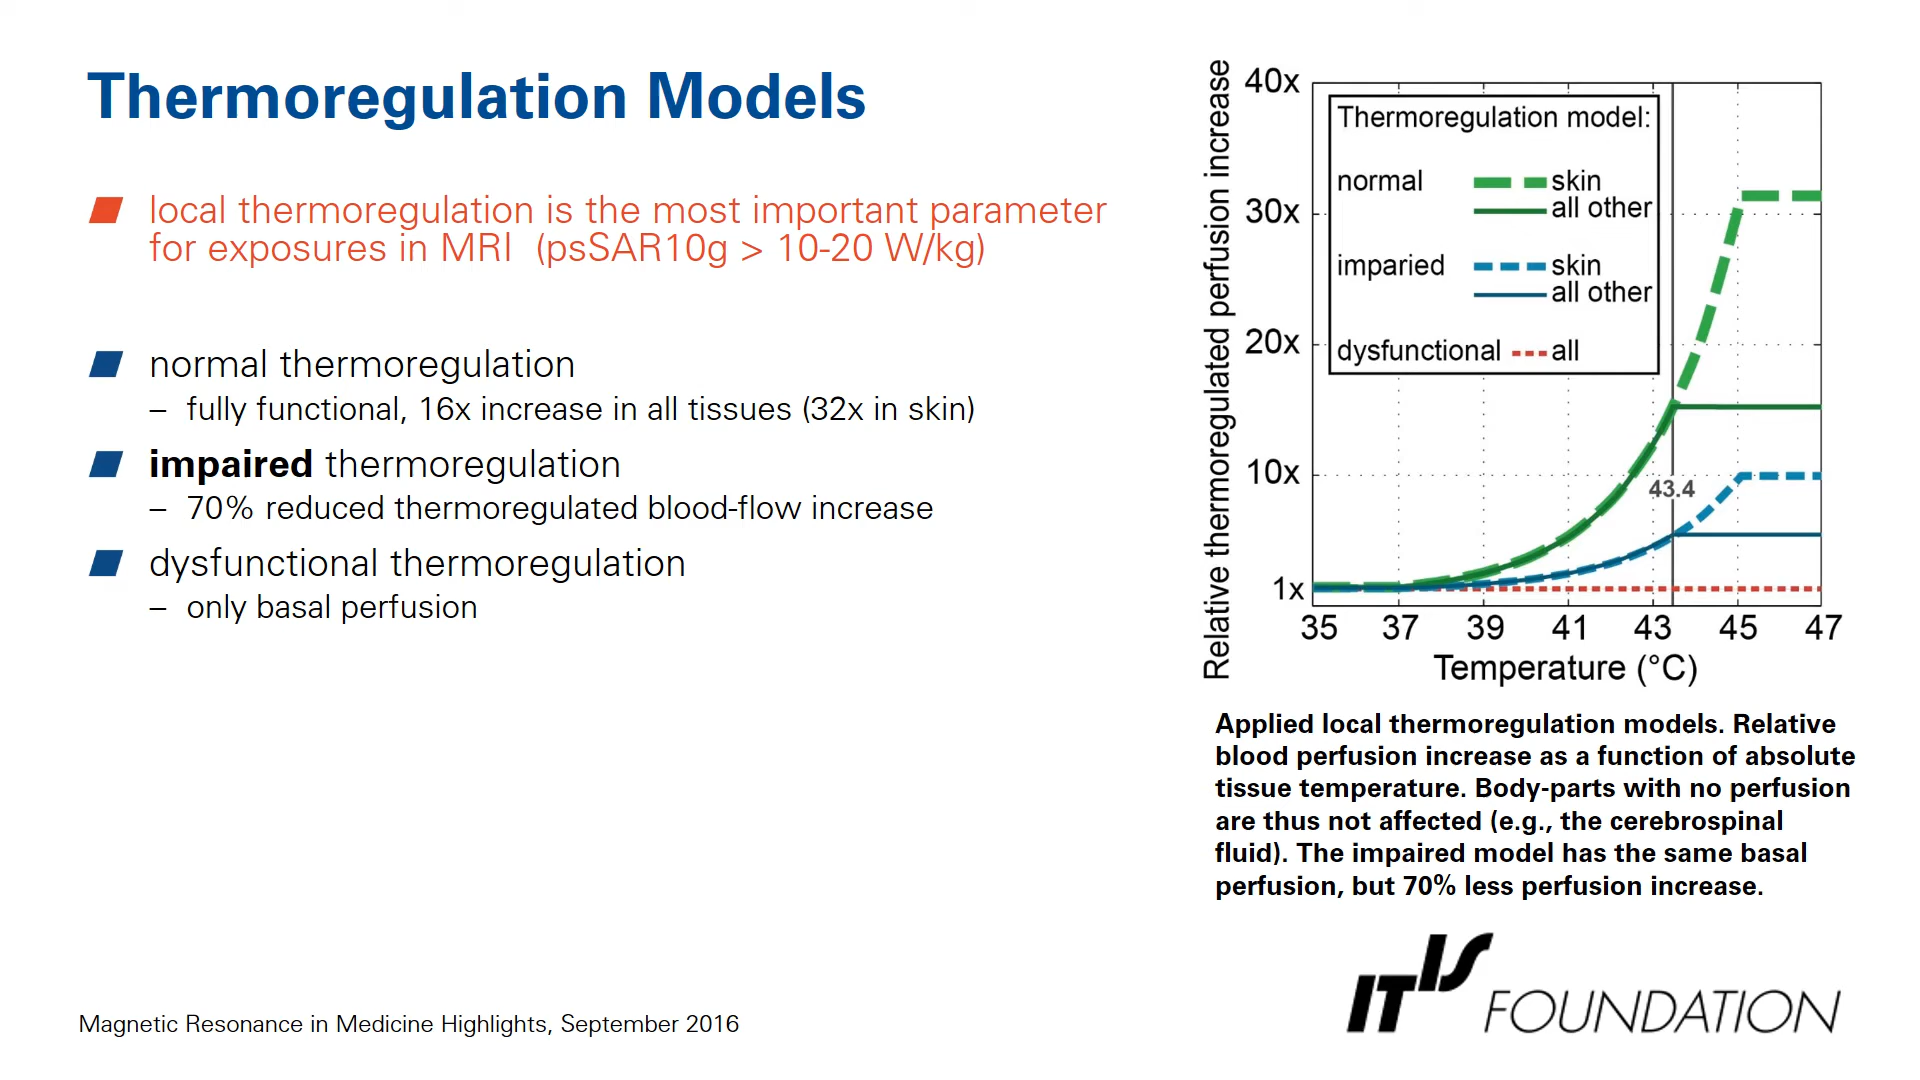 Thermoregulation Models
local thermoregulation is the most important parameter
for exposures in MRI (psSAR10g > 10-20 W/kg)
normal thermoregulation
– fully functional, 16x increase in all tissues (32x in skin)
impaired thermoregulation
– 70% reduced thermoregulated blood-flow increase
dysfunctional thermoregulation
– only basal perfusion
Magnetic Resonance in Medicine Highlights, September 2016
Relative thermoregulated perfusion increase
40x
30x
20x
10x
1x
Thermoregulation model:
normal skin
all other
imparied skin
all other
dysfunctional all
43.4
35 37 39 41 43 45 47
Temperature (°C)
Applied local thermoregulation models. Relative
blood perfusion increase as a function of absolute
tissue temperature. Body-parts with no perfusion
are thus not affected (e.g., the cerebrospinal
fluid). The impaired model has the same basal
perfusion, but 70% less perfusion increase.
IT'IS FOUNDATION